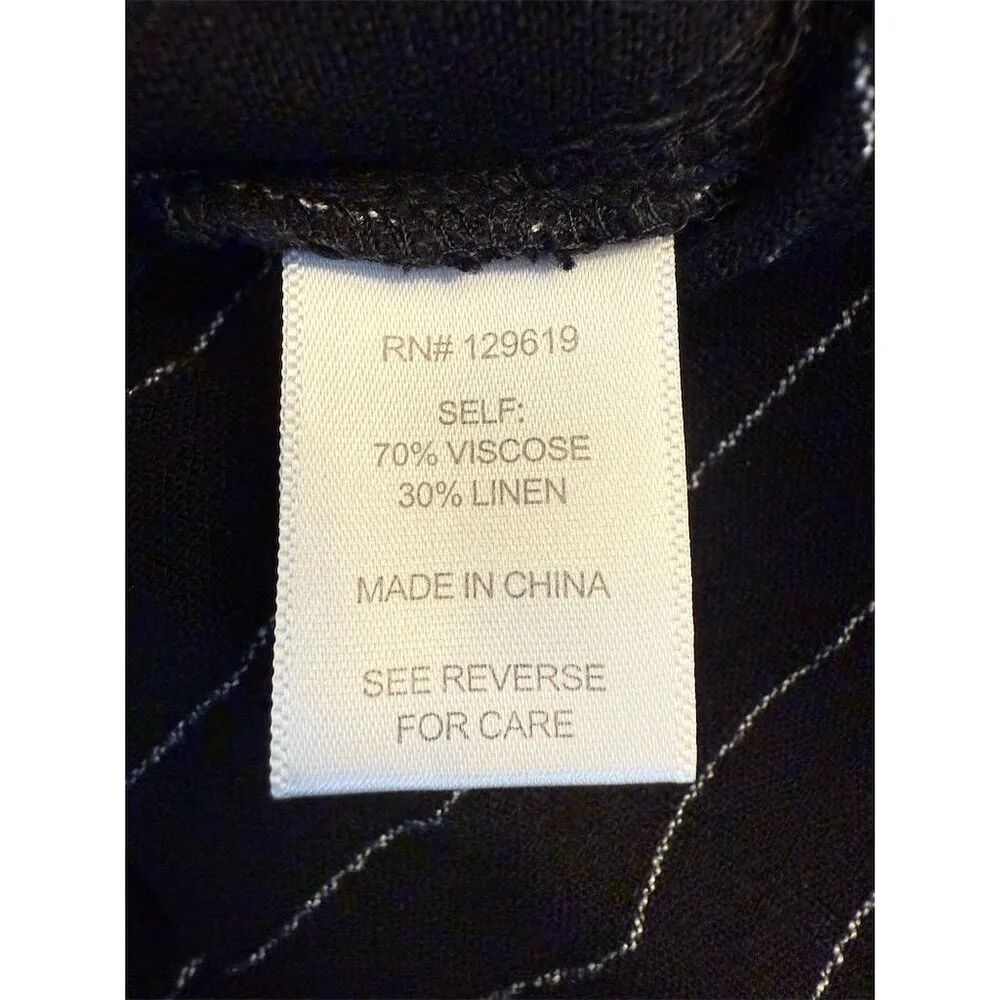 RN# 129619
SELF:
70% VISCOSE
30% LINEN
MADE IN CHINA
SEE REVERSE
FOR CARE